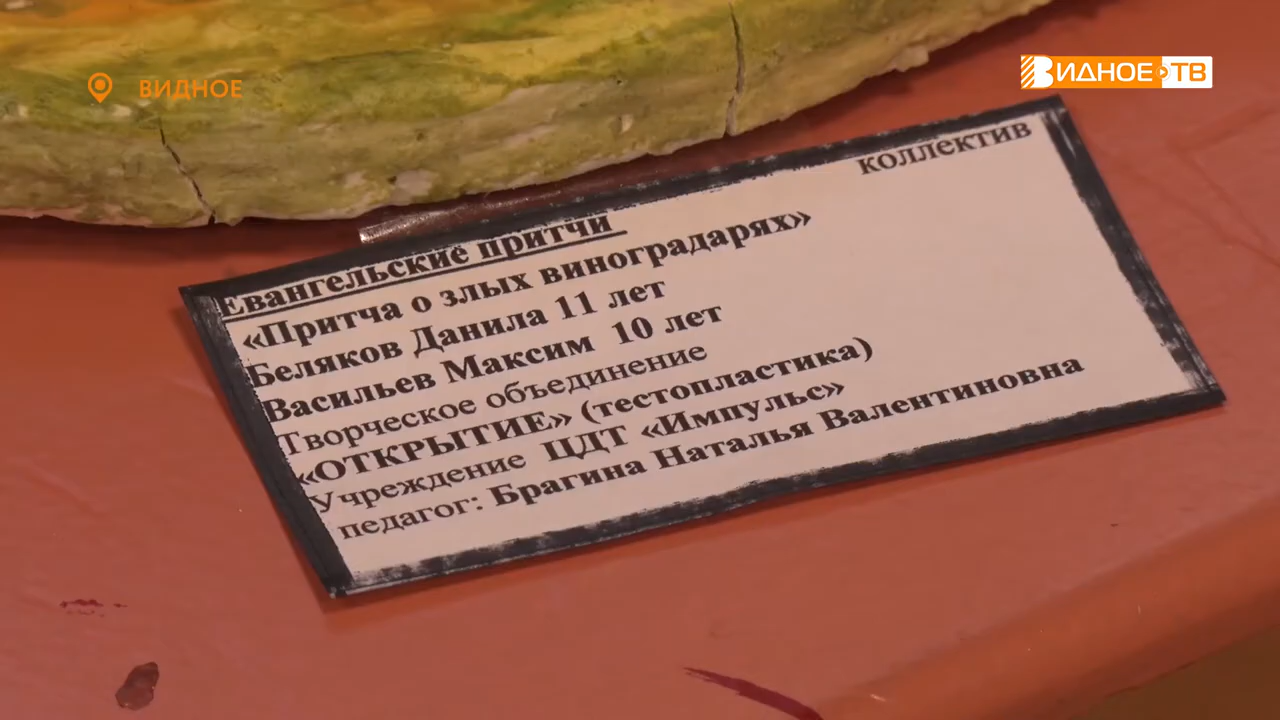 ВИДНОЕ
ВИДНОЕ ТВ
коллектив
Евангельские притчи
«Притча о злых виноградарях»
Беляков Данила 11 лет
Васильев Максим 10 лет
Творческое объединение
«ОТКРЫТИЕ» (тестопластика)
Учреждение ЦДТ «Импульс»
педагог: Брагина Наталья Валентиновна